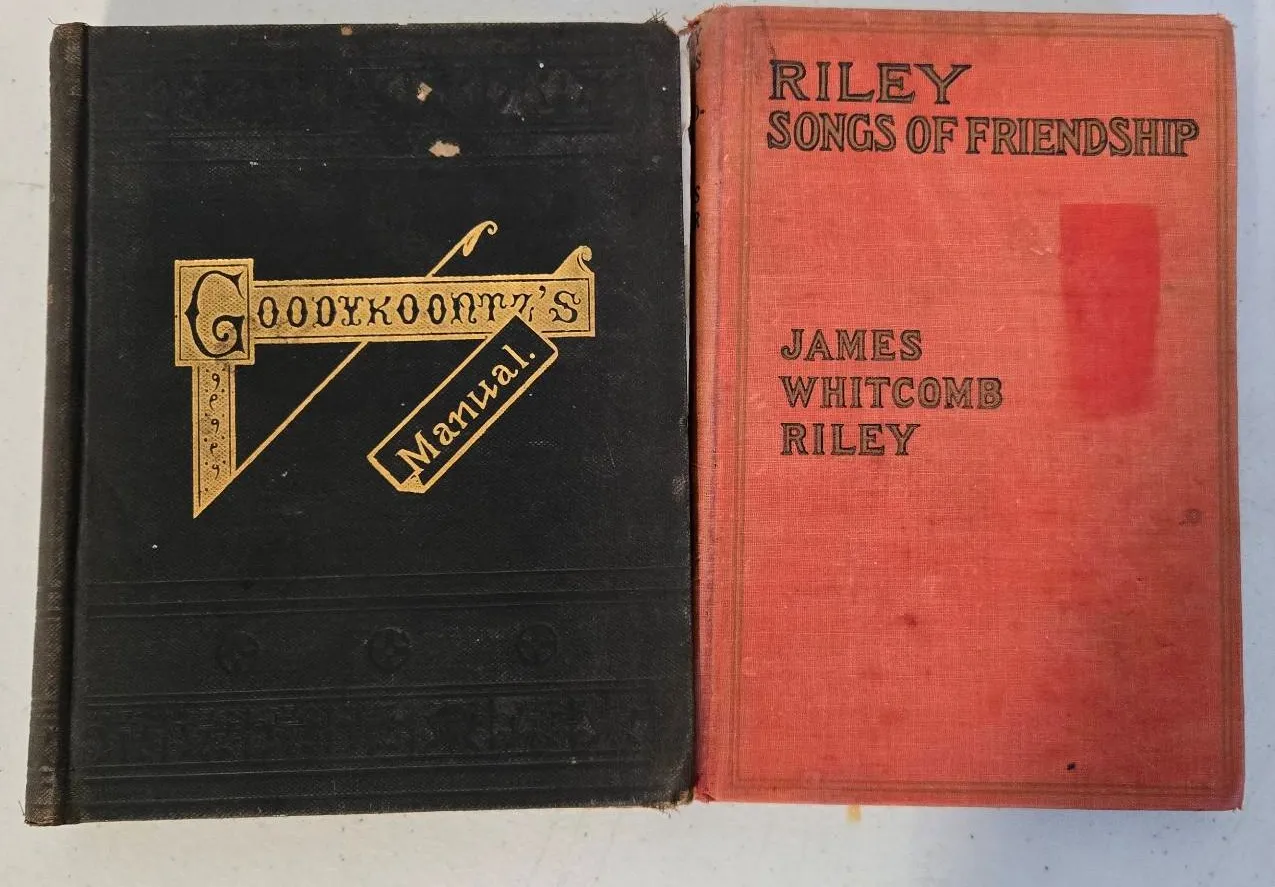 GOODYKOONTZ'S
Manual.
RILEY
SONGS OF FRIENDSHIP
JAMES
WHITCOMB
RILEY